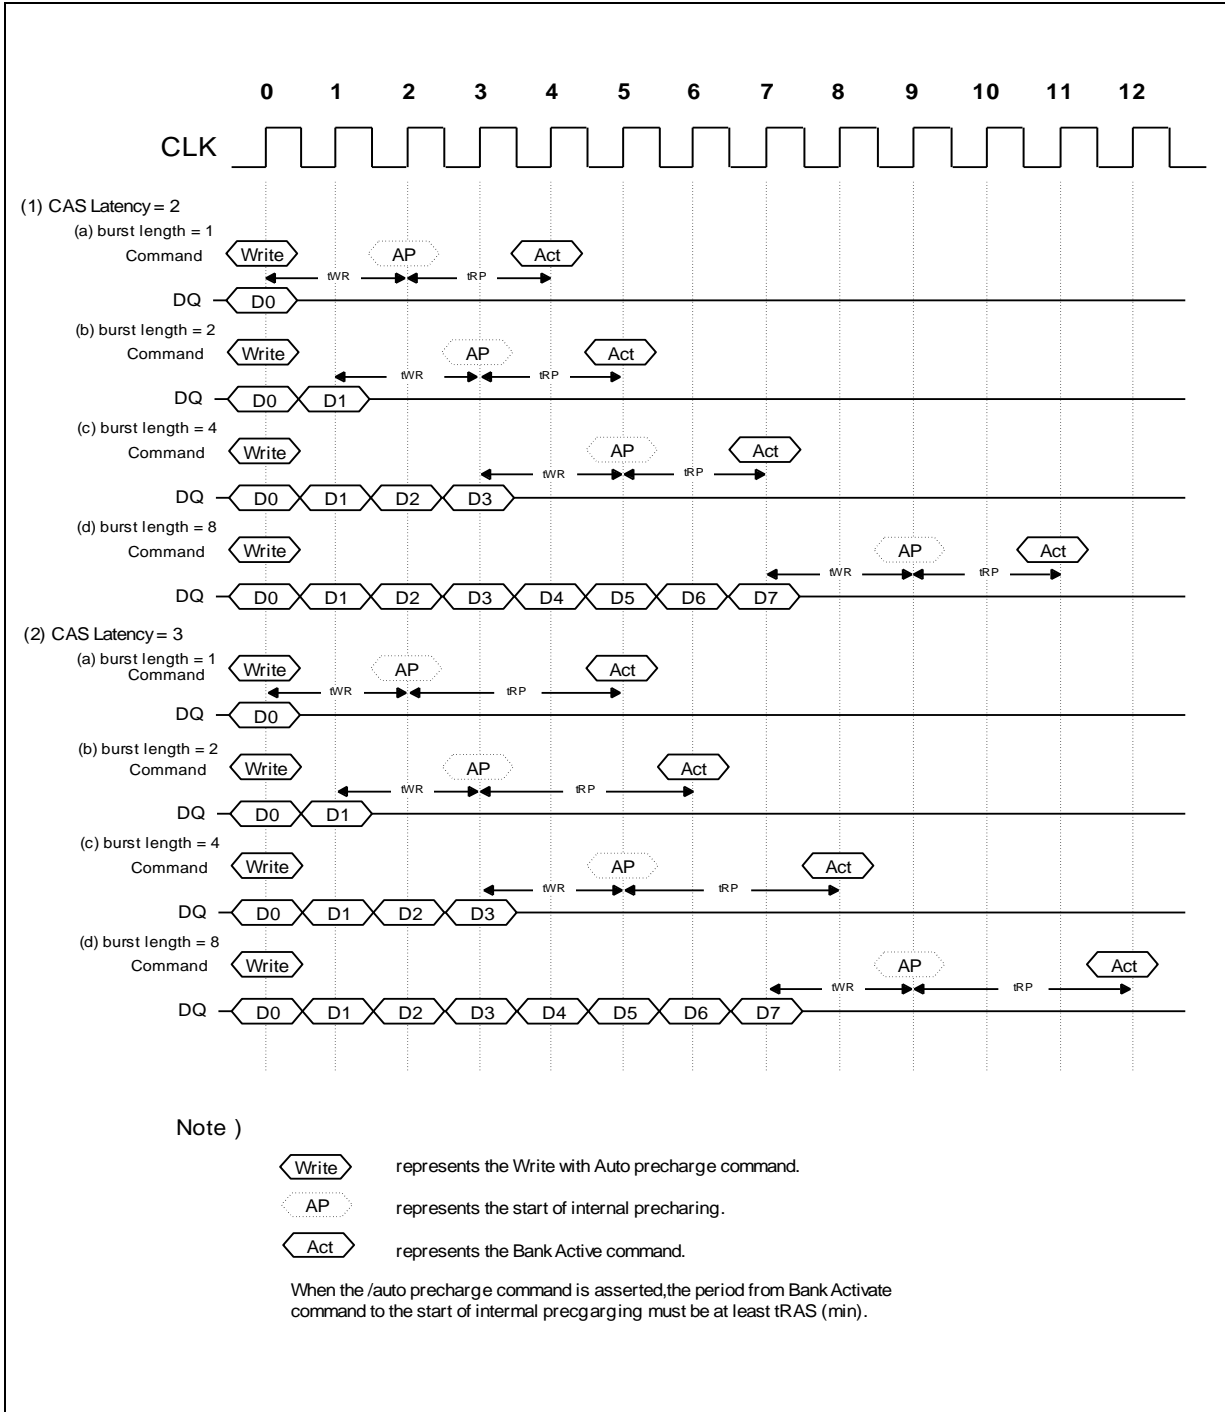 0 1 2 3 4 5 6 7 8 9 10 11 12
CLK
(1) CAS Latency = 2
(a) burst length = 1
Command Write AP Act
tWR tRP
DQ D0
(b) burst length = 2
Command Write AP Act
tWR tRP
DQ D0 D1
(c) burst length = 4
Command Write AP Act
tWR tRP
DQ D0 D1 D2 D3
(d) burst length = 8
Command Write AP Act
tWR tRP
DQ D0 D1 D2 D3 D4 D5 D6 D7
(2) CAS Latency = 3
(a) burst length = 1
Command Write AP Act
tWR tRP
DQ D0
(b) burst length = 2
Command Write AP Act
tWR tRP
DQ D0 D1
(c) burst length = 4
Command Write AP Act
tWR tRP
DQ D0 D1 D2 D3
(d) burst length = 8
Command Write AP Act
tWR tRP
DQ D0 D1 D2 D3 D4 D5 D6 D7
Note )
Write represents the Write with Auto precharge command.
AP represents the start of internal precharing.
Act represents the Bank Active command.
When the /auto precharge command is asserted,the period from Bank Activate
command to the start of intermal precgarging must be at least tRAS (min).